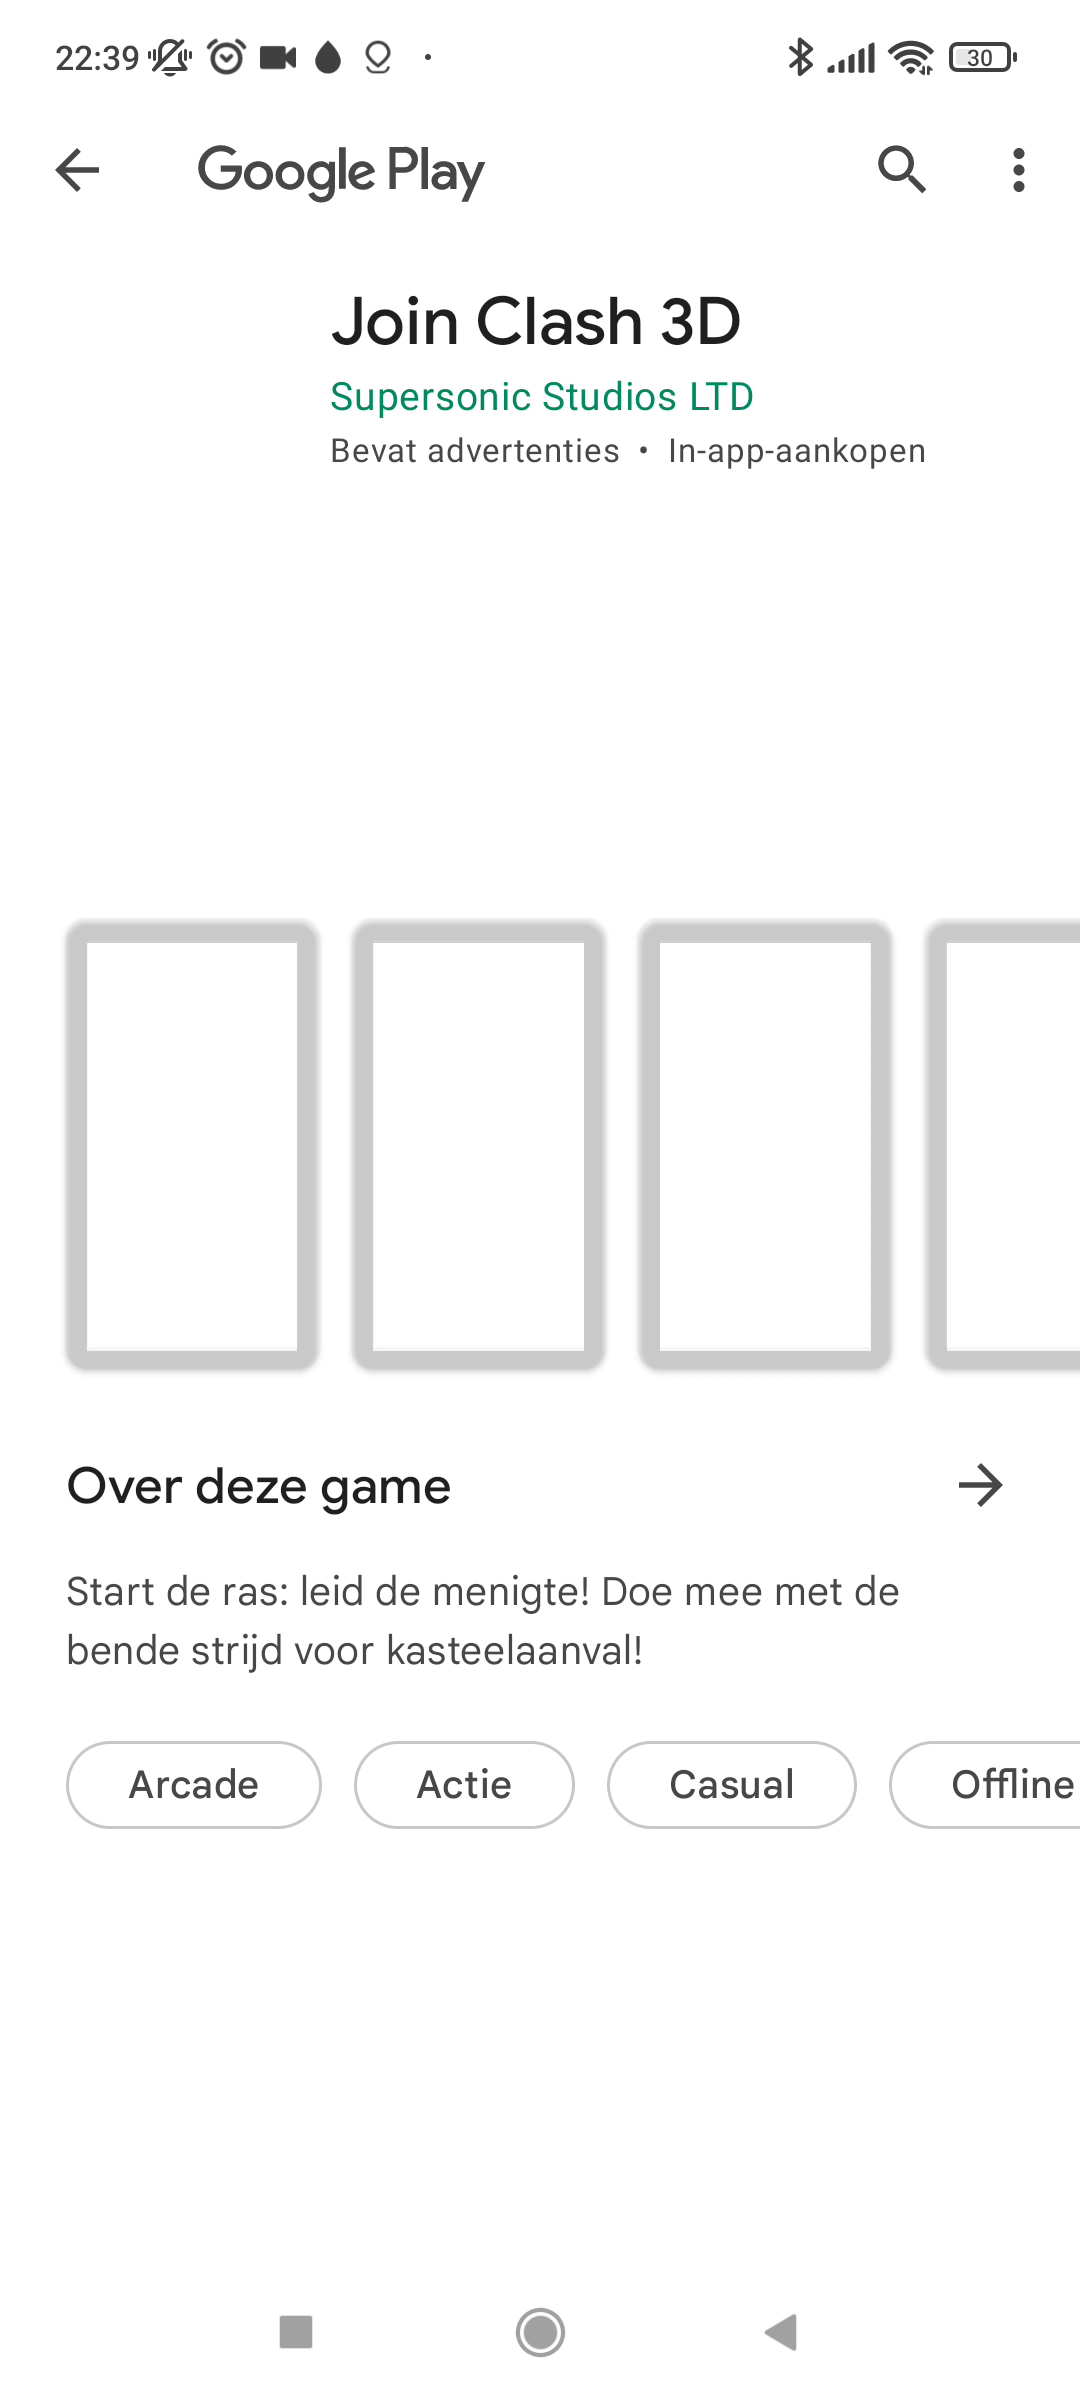 22:39
30
Google Play
Join Clash 3D
Supersonic Studios LTD
Bevat advertenties • In-app-aankopen
Over deze game
Start de ras: leid de menigte! Doe mee met de
bende strijd voor kasteelaanval!
Arcade
Actie
Casual
Offline